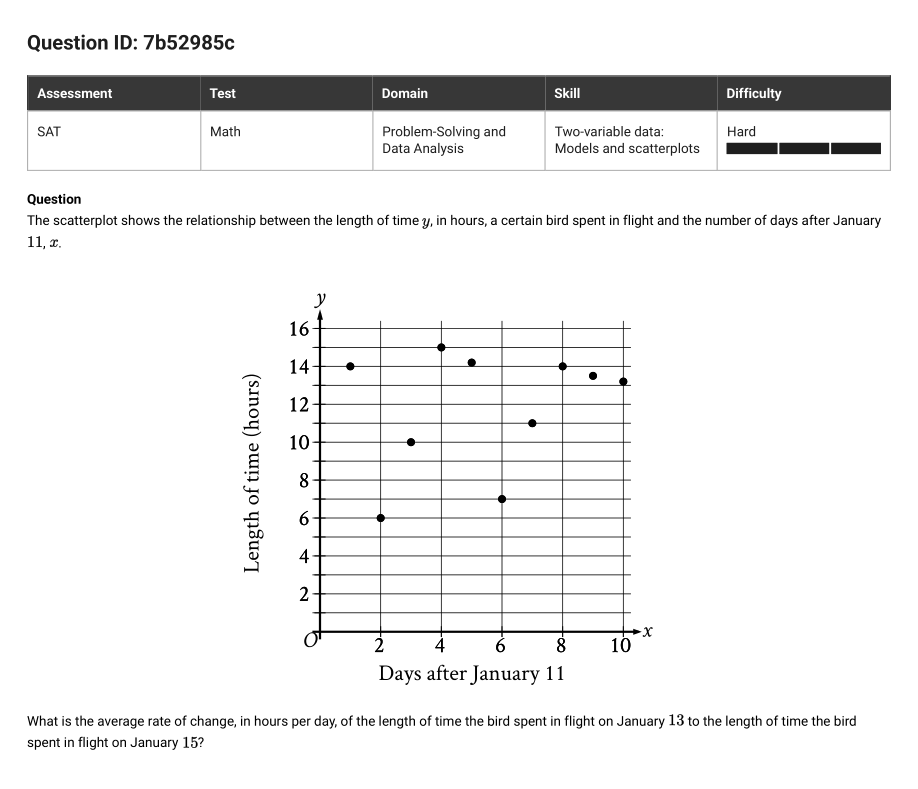 Question ID: 7b52985c
Assessment Test Domain Skill Difficulty
SAT Math Problem-Solving and Data Analysis Two-variable data: Models and scatterplots Hard
Question
The scatterplot shows the relationship between the length of time y, in hours, a certain bird spent in flight and the number of days after January
11, x.
y
16
14
12
10
8
6
4
2
O
2 4 6 8 10 x
Length of time (hours)
Days after January 11
What is the average rate of change, in hours per day, of the length of time the bird spent in flight on January 13 to the length of time the bird
spent in flight on January 15?